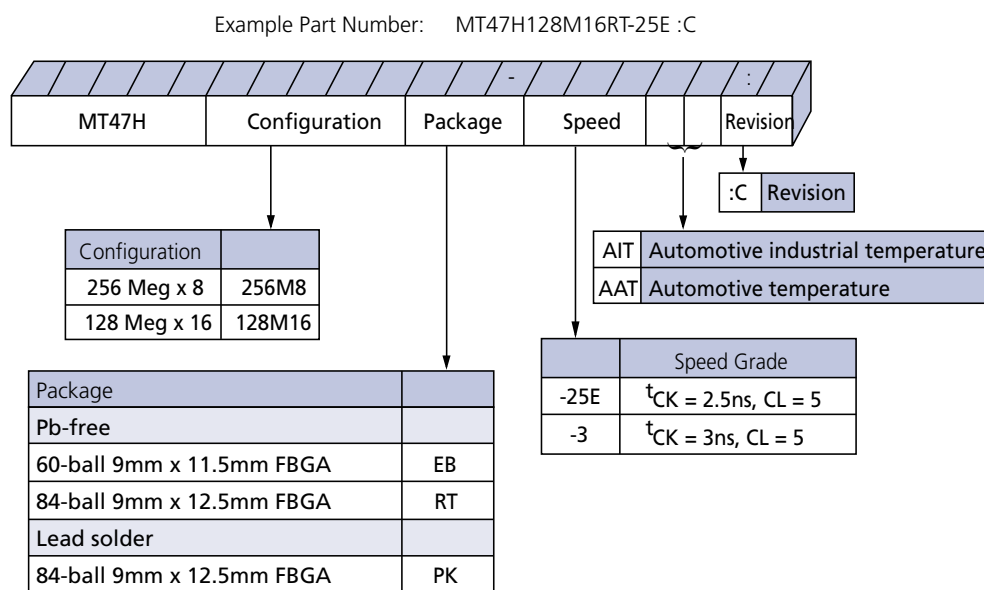 Example Part Number: MT47H128M16RT-25E :C
- :
MT47H Configuration Package Speed Revision
:C Revision
AIT Automotive industrial temperature
AAT Automotive temperature
Configuration
256 Meg x 8 256M8
128 Meg x 16 128M16
Speed Grade
-25E tCK = 2.5ns, CL = 5
-3 tCK = 3ns, CL = 5
Package
Pb-free
60-ball 9mm x 11.5mm FBGA EB
84-ball 9mm x 12.5mm FBGA RT
Lead solder
84-ball 9mm x 12.5mm FBGA PK